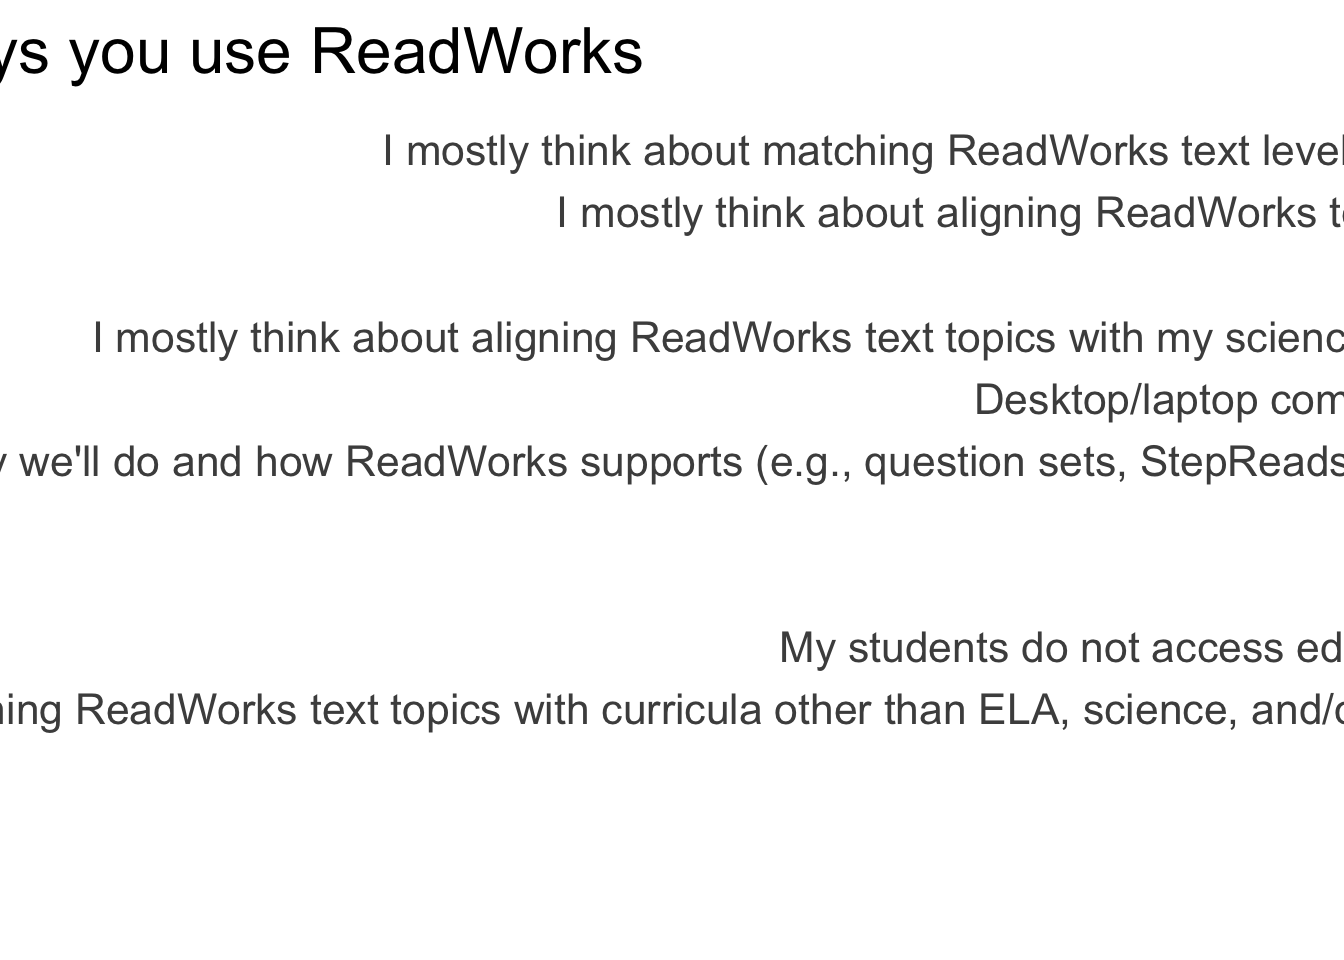 ys you use ReadWorks
I mostly think about matching ReadWorks text level
I mostly think about aligning ReadWorks t
I mostly think about aligning ReadWorks text topics with my scienc
Desktop/laptop com
y we'll do and how ReadWorks supports (e.g., question sets, StepReads
My students do not access ed
ning ReadWorks text topics with curricula other than ELA, science, and/o